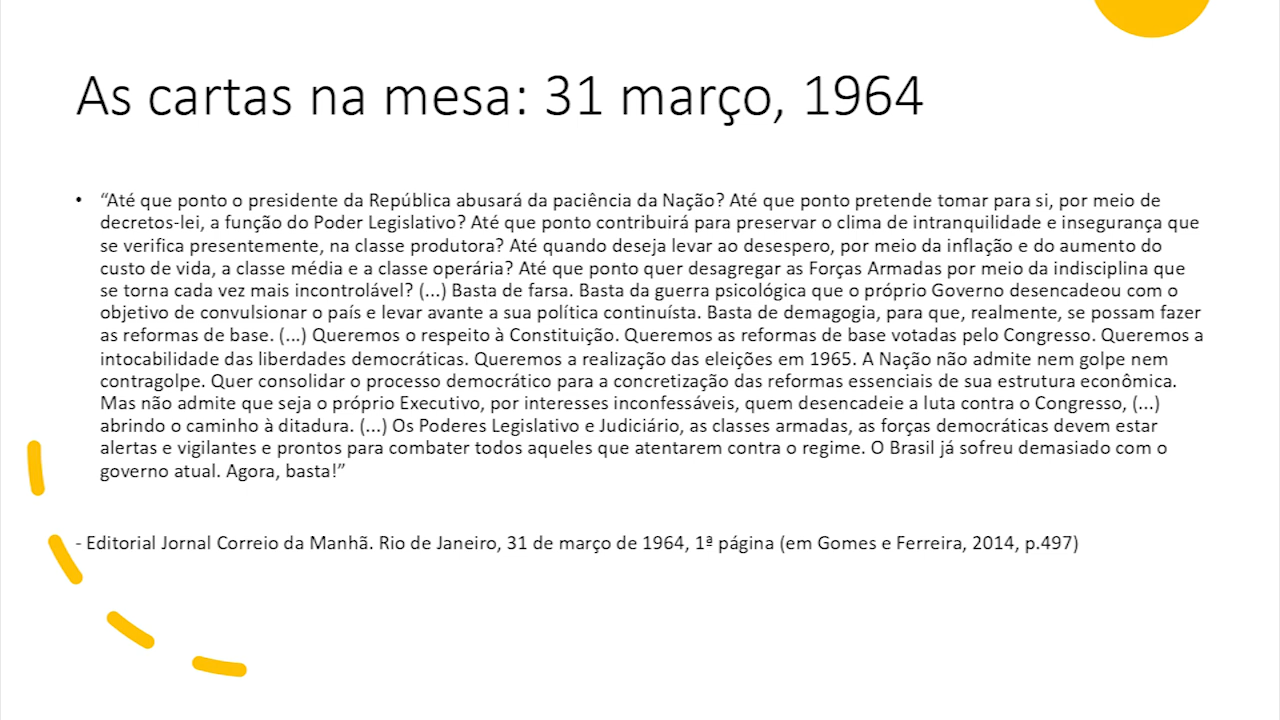 As cartas na mesa: 31 março, 1964
• “Até que ponto o presidente da República abusará da paciência da Nação? Até que ponto pretende tomar para si, por meio de
decretos-lei, a função do Poder Legislativo? Até que ponto contribuirá para preservar o clima de intranquilidade e insegurança que
se verifica presentemente, na classe produtora? Até quando deseja levar ao desespero, por meio da inflação e do aumento do
custo de vida, a classe média e a classe operária? Até que ponto quer desagregar as Forças Armadas por meio da indisciplina que
se torna cada vez mais incontrolável? (...) Basta de farsa. Basta da guerra psicológica que o próprio Governo desencadeou com o
objetivo de convulsionar o país e levar avante a sua política continuísta. Basta de demagogia, para que, realmente, se possam fazer
as reformas de base. (...) Queremos o respeito à Constituição. Queremos as reformas de base votadas pelo Congresso. Queremos a
intocabilidade das liberdades democráticas. Queremos a realização das eleições em 1965. A Nação não admite nem golpe nem
contragolpe. Quer consolidar o processo democrático para a concretização das reformas essenciais de sua estrutura econômica.
Mas não admite que seja o próprio Executivo, por interesses inconfessáveis, quem desencadeie a luta contra o Congresso, (...)
abrindo o caminho à ditadura. (...) Os Poderes Legislativo e Judiciário, as classes armadas, as forças democráticas devem estar
alertas e vigilantes e prontos para combater todos aqueles que atentarem contra o regime. O Brasil já sofreu demasiado com o
governo atual. Agora, basta!”
- Editorial Jornal Correio da Manhã. Rio de Janeiro, 31 de março de 1964, 1ª página (em Gomes e Ferreira, 2014, p.497)